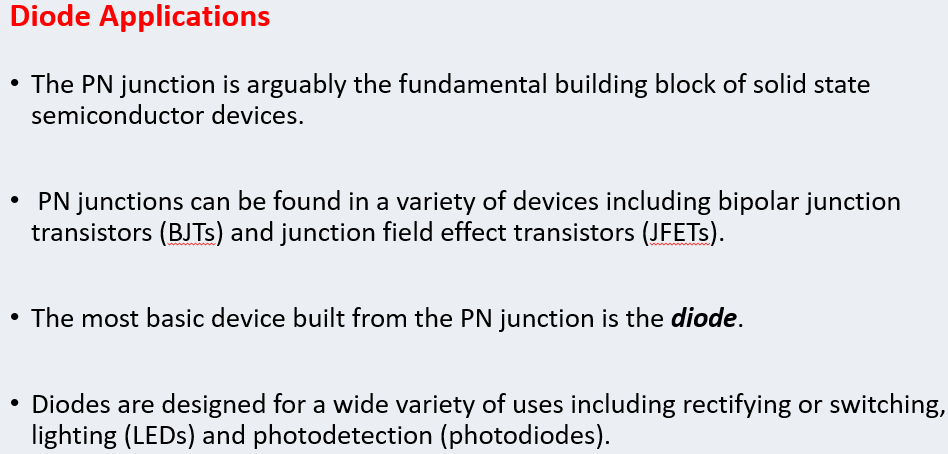 Diode Applications
• The PN junction is arguably the fundamental building block of solid state
semiconductor devices.
• PN junctions can be found in a variety of devices including bipolar junction
transistors (BJTs) and junction field effect transistors (JFETs).
• The most basic device built from the PN junction is the diode.
• Diodes are designed for a wide variety of uses including rectifying or switching,
lighting (LEDs) and photodetection (photodiodes).